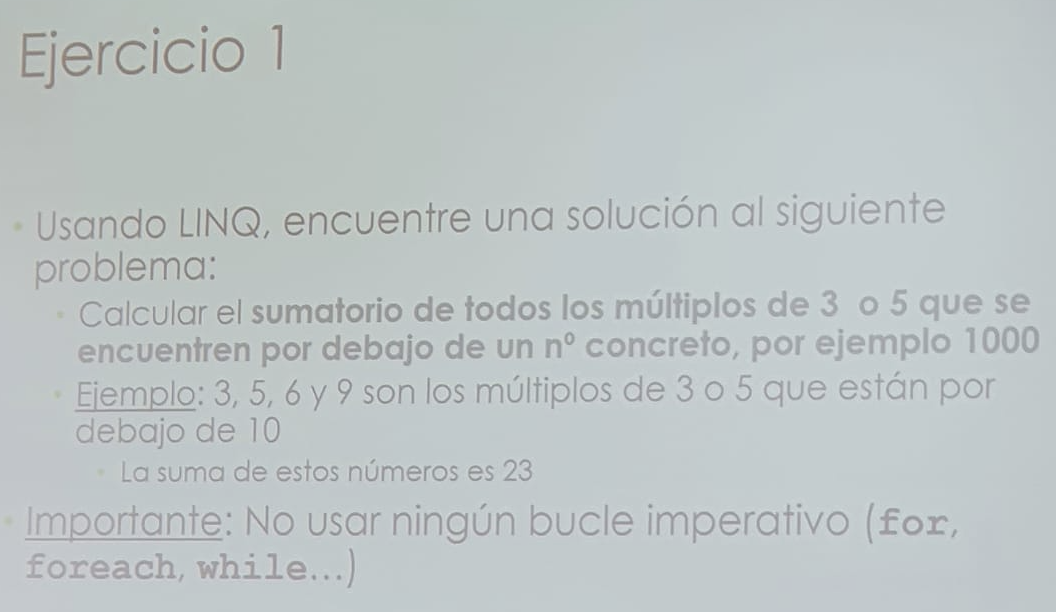 Ejercicio 1
Usando LINQ, encuentre una solución al siguiente
problema:
Calcular el sumatorio de todos los múltiplos de 3 o 5 que se
encuentren por debajo de un nº concreto, por ejemplo 1000
Ejemplo: 3, 5, 6 y 9 son los múltiplos de 3 o 5 que están por
debajo de 10
La suma de estos números es 23
Importante: No usar ningún bucle imperativo (for,
foreach, while...)